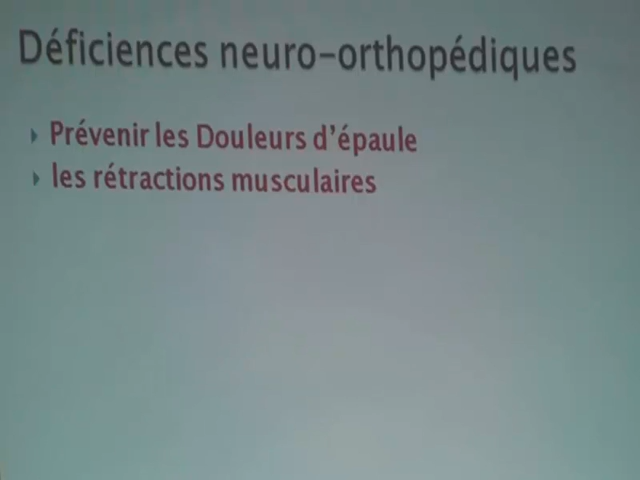 Déficiences neuro-orthopédiques
Prévenir les Douleurs d'épaule
les rétractions musculaires